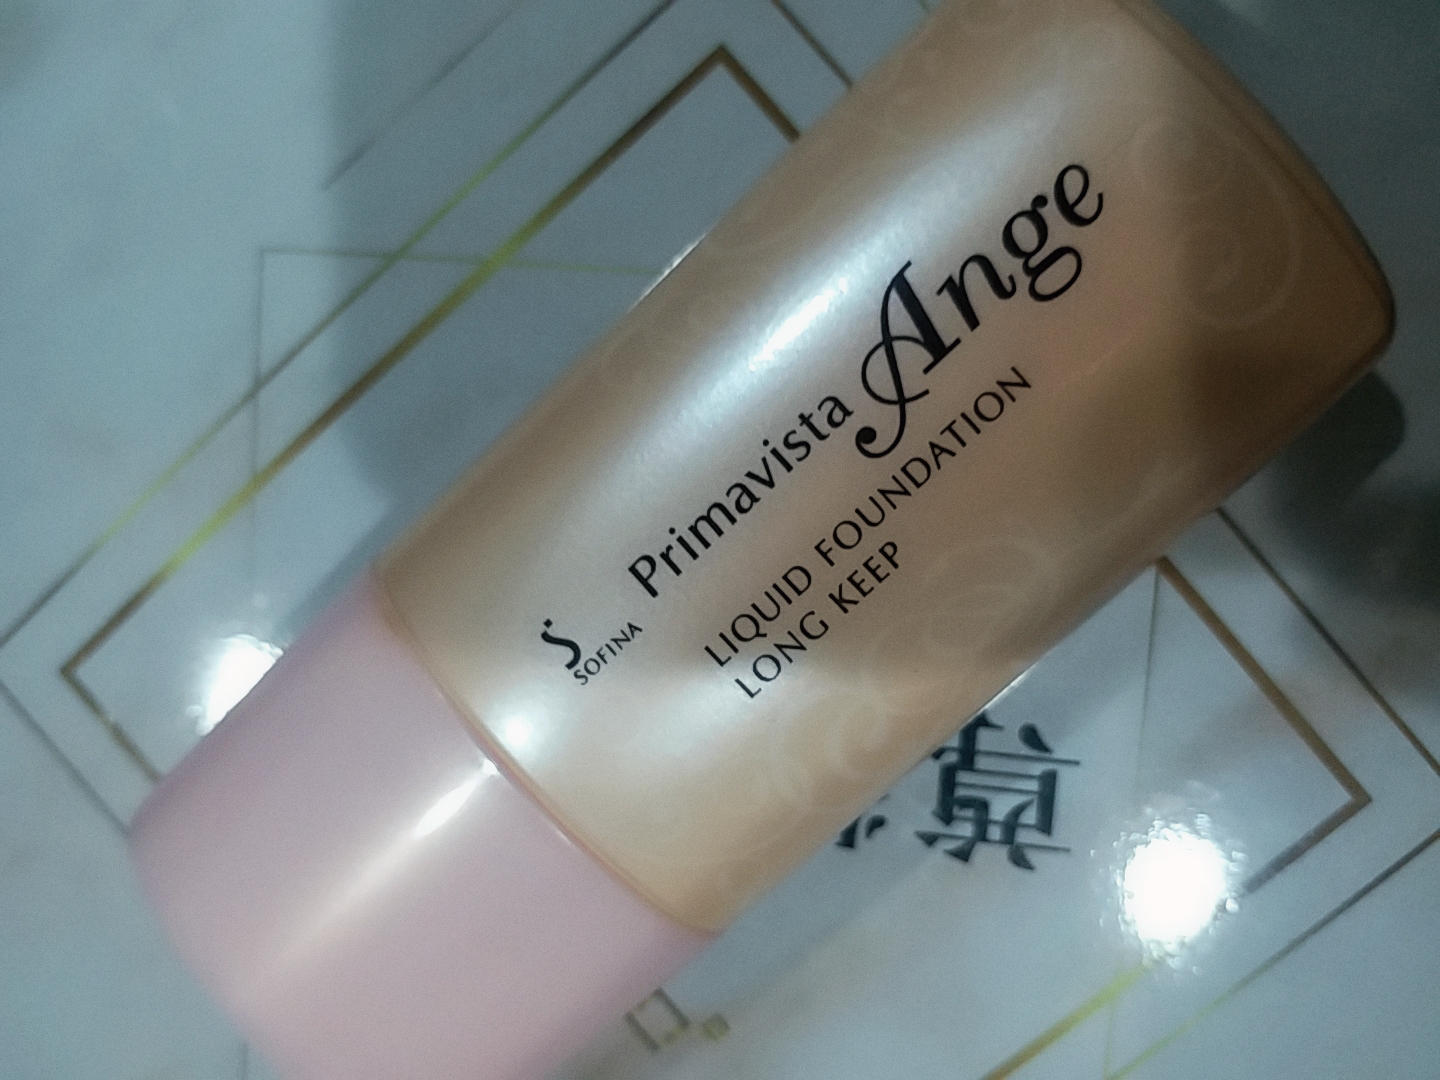 SOFINA
Primavista Ange
LIQUID FOUNDATION
LONG KEEP